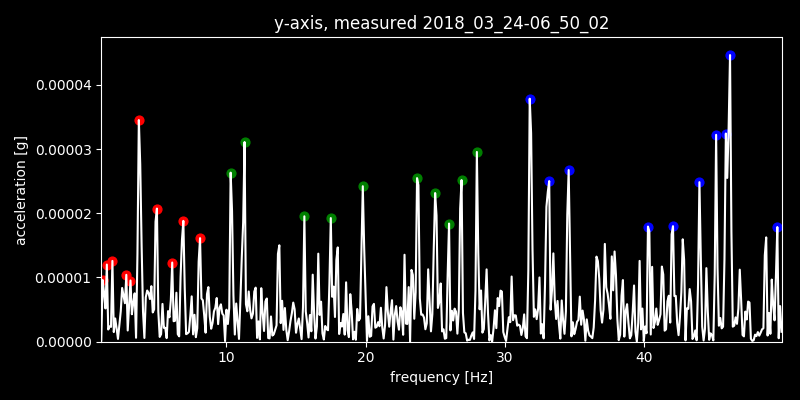 y-axis, measured 2018_03_24-06_50_02
acceleration [g]
0.00004
0.00003
0.00002
0.00001
0.00000
10 20 30 40
frequency [Hz]